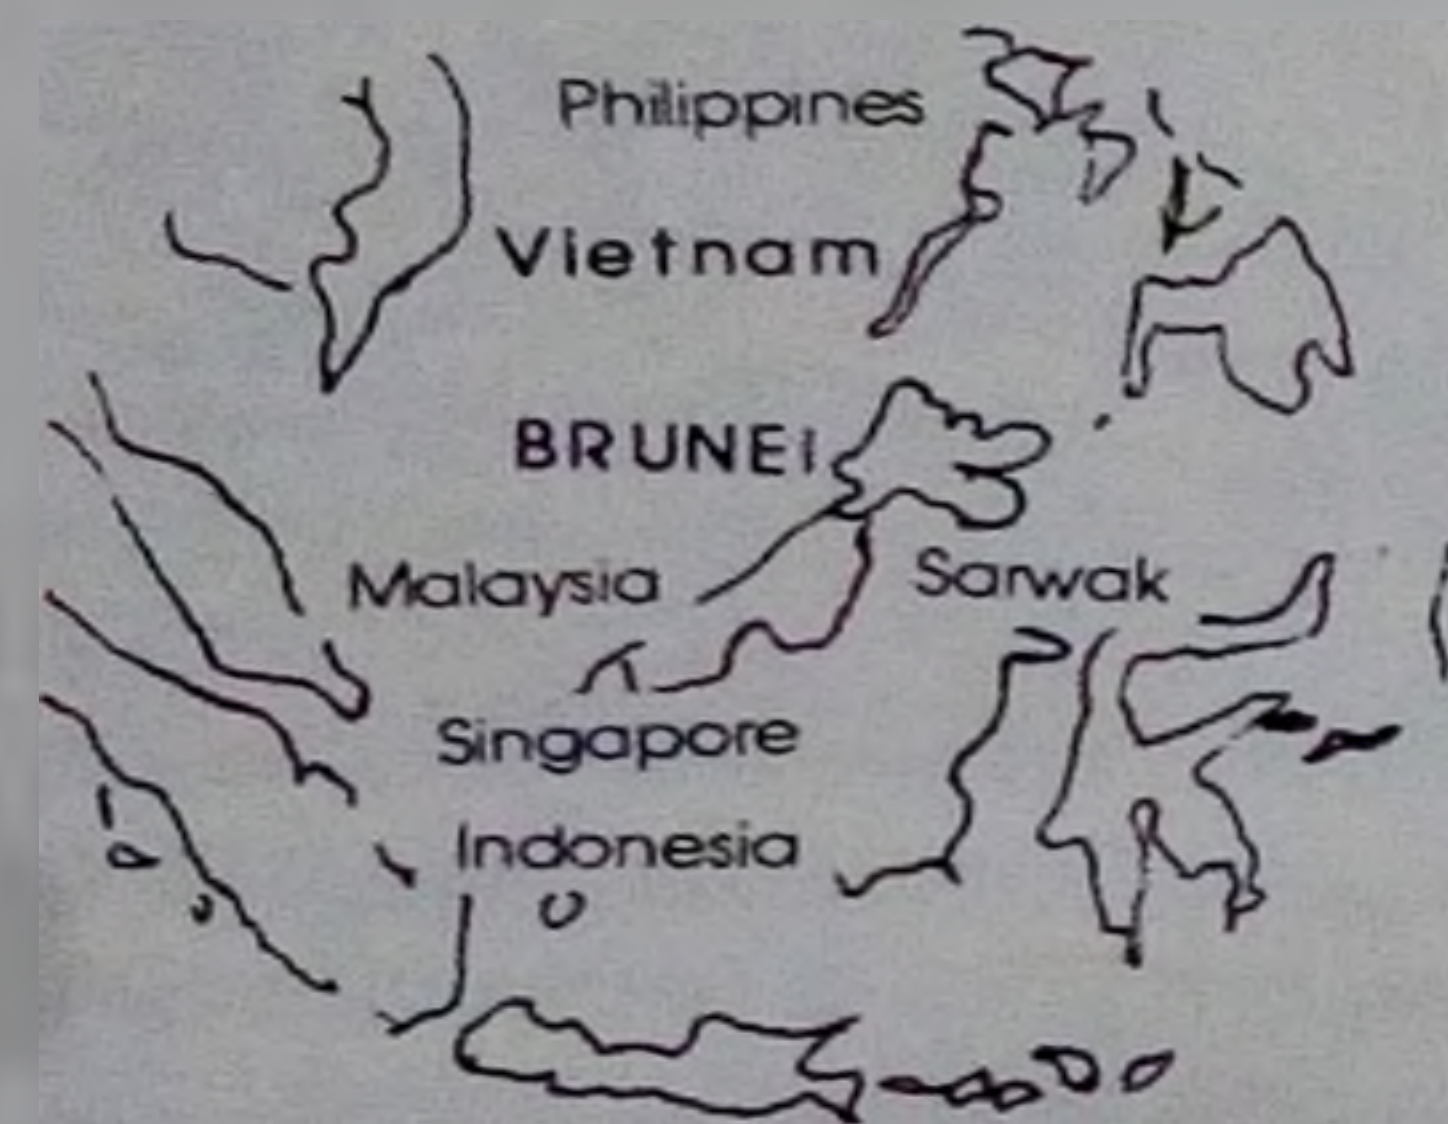 Philippines
Vietnam
BRUNEi
Malaysia
Sarwak
Singapore
Indonesia